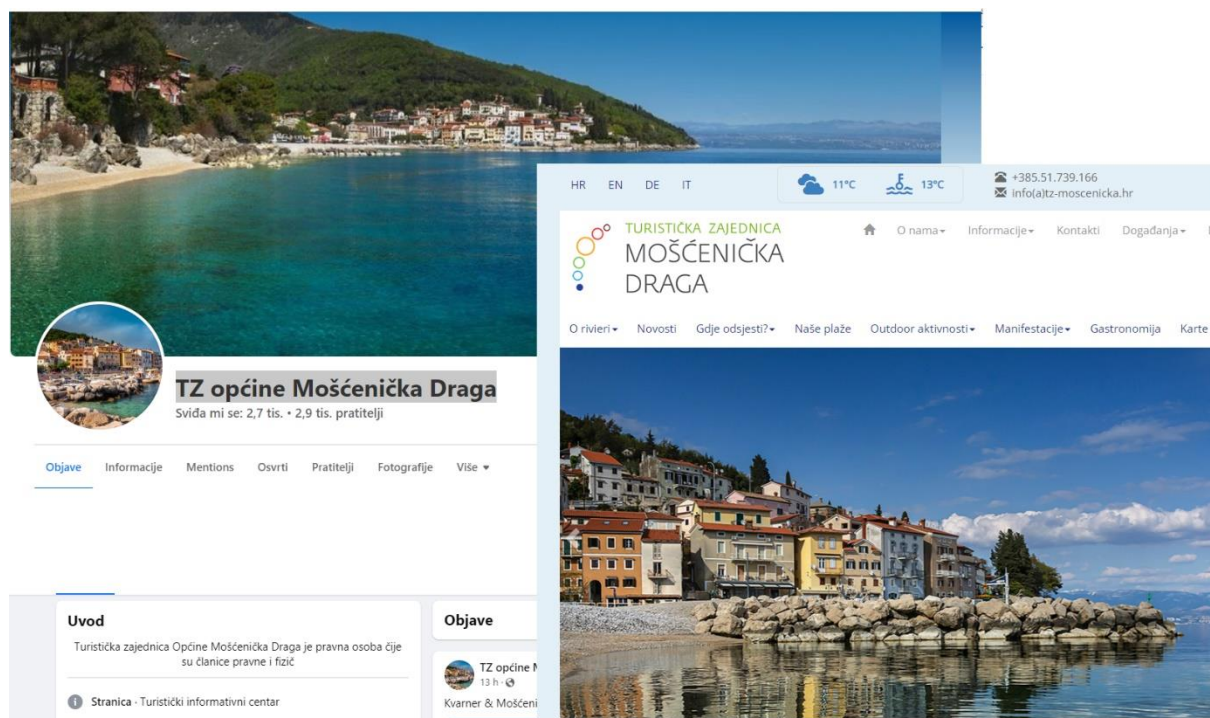 HR EN DE IT
11°C
13°C
+385.51.739.166
info(a)tz-moscenicka.hr
TURISTIČKA ZAJEDNICA
MOŠĆENIČKA
DRAGA
O nama
Informacije
Kontakti
Događanja
O rivieri
Novosti
Gdje odsjesti?
Naše plaže
Outdoor aktivnosti
Manifestacije
Gastronomija
Karte
TZ općine Mošćenička Draga
Sviđa mi se: 2,7 tis. • 2,9 tis. pratitelji
Objave
Informacije
Mentions
Osvrti
Pratitelji
Fotografije
Više
Uvod
Turistička zajednica Općine Mošćenička Draga je pravna osoba čije
su članice pravne i fizič
Stranica · Turistički informativni centar
Objave
TZ općine
13 h ·
Kvarner & Mošćeni